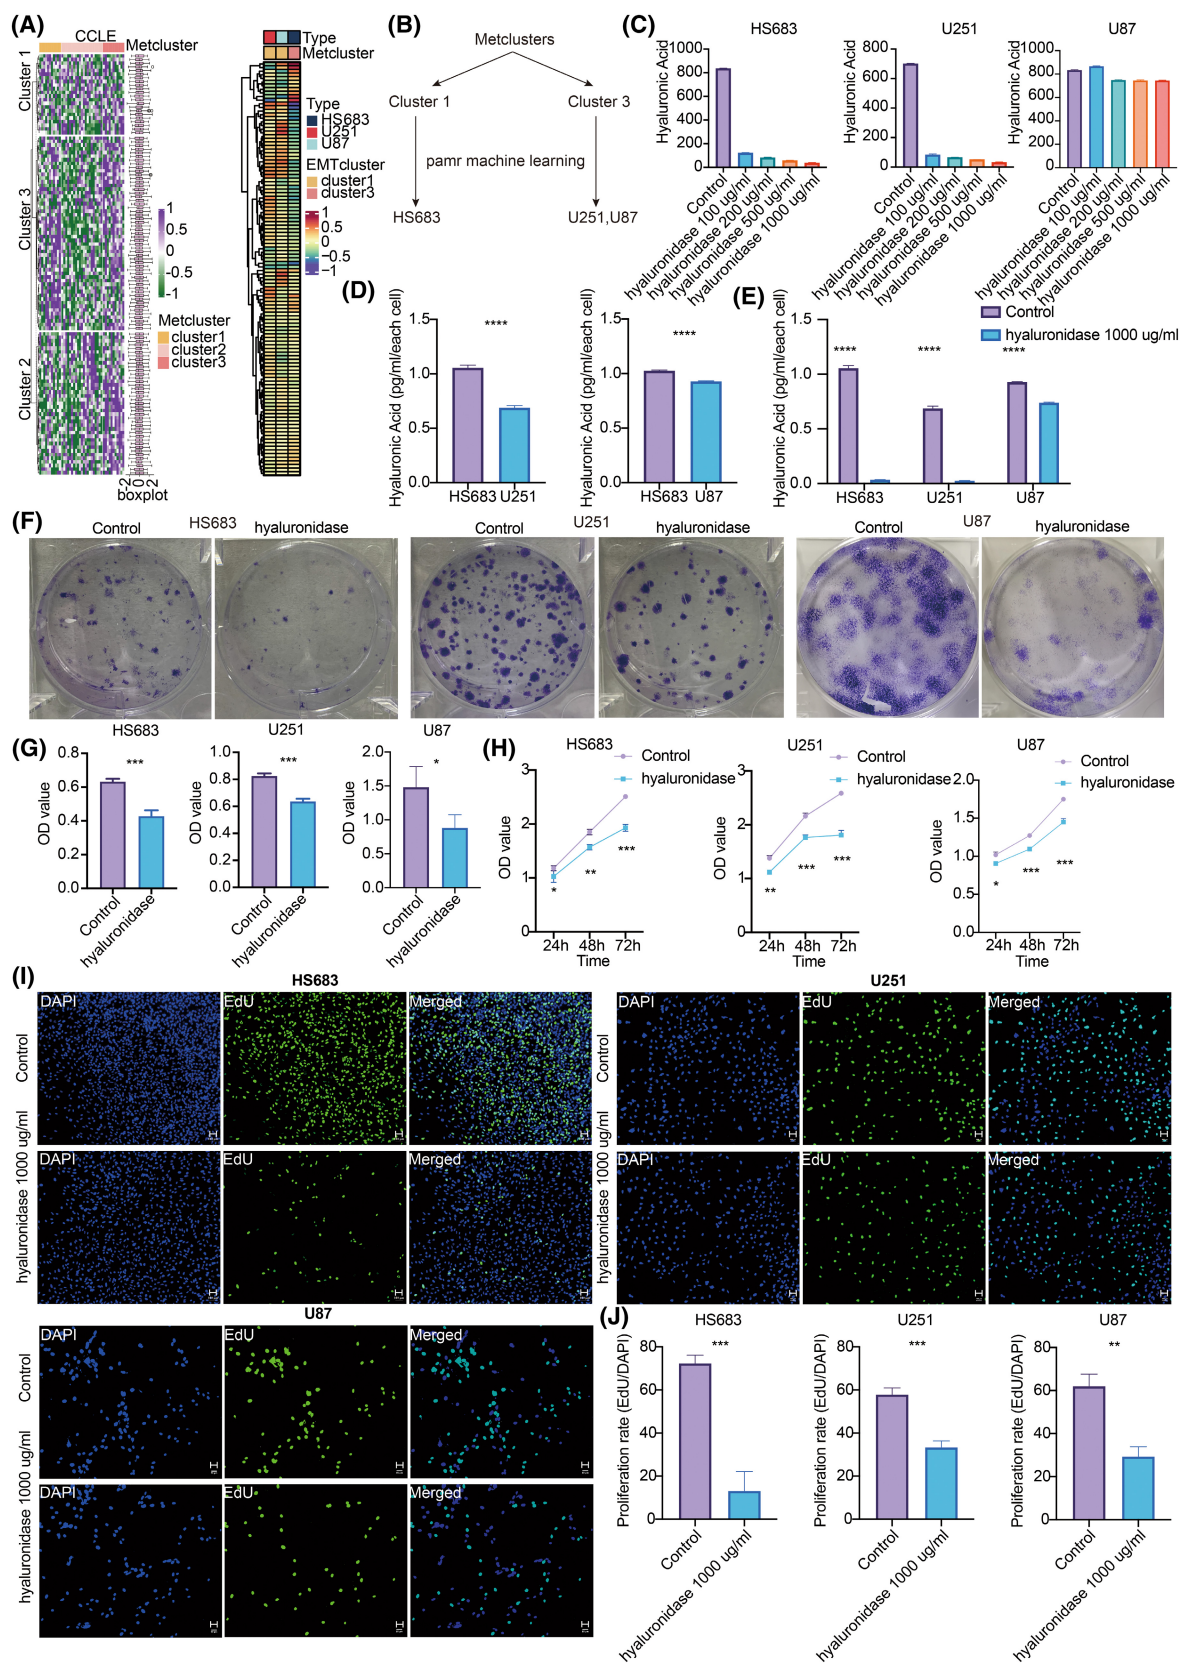 (A)
CCLE
Metcluster
Cluster 1
Cluster 3
Cluster 2
1
0.5
0
-0.5
-1
Metcluster
cluster1
cluster2
cluster3
-2
0
2
boxplot
Type
Metcluster
Type
HS683
U251
U87
EMTcluster
cluster1
cluster3
1
0.5
0
−0.5
−1
(B)
Metclusters
Cluster 1
Cluster 3
pamr machine learning
HS683
U251,U87
(C)
HS683
Hyaluronic Acid
1000
800
600
400
200
0
Control
hyaluronidase 100 ug/ml
hyaluronidase 200 ug/ml
hyaluronidase 500 ug/ml
hyaluronidase 1000 ug/ml
U251
Hyaluronic Acid
800
600
400
200
0
Control
hyaluronidase 100 ug/ml
hyaluronidase 200 ug/ml
hyaluronidase 500 ug/ml
hyaluronidase 1000 ug/ml
U87
Hyaluronic Acid
1000
800
600
400
200
0
Control
hyaluronidase 100 ug/ml
hyaluronidase 200 ug/ml
hyaluronidase 500 ug/ml
hyaluronidase 1000 ug/ml
(D)
Hyaluronic Acid (pg/ml/each cell)
1.5
1.0
0.5
0.0
****
HS683 U251
Hyaluronic Acid (pg/ml/each cell)
1.5
1.0
0.5
0.0
****
HS683 U87
(E)
Control
hyaluronidase 1000 ug/ml
Hyaluronic Acid (pg/ml/each cell)
1.5
1.0
0.5
0.0
****
****
****
HS683
U251
U87
(F)
HS683
Control
hyaluronidase
U251
Control
hyaluronidase
U87
Control
hyaluronidase
(G)
HS683
OD value
0.8
0.6
0.4
0.2
0.0
***
Control
hyaluronidase
U251
OD value
1.0
0.8
0.6
0.4
0.2
0.0
***
Control
hyaluronidase
U87
OD value
2.0
1.5
1.0
0.5
0.0
*
Control
hyaluronidase
(H)
HS683
Control
hyaluronidase
OD value
3
2
1
0
*
**
***
24h 48h 72h
Time
U251
Control
hyaluronidase
OD value
3
2
1
0
**
***
***
24h 48h 72h
Time
U87
Control
hyaluronidase
OD value
2.0
1.5
1.0
0.5
0.0
*
***
***
24h 48h 72h
Time
(I)
HS683
Control
DAPI
EdU
Merged
hyaluronidase 1000 ug/ml
DAPI
EdU
Merged
U251
Control
DAPI
EdU
Merged
hyaluronidase 1000 ug/ml
DAPI
EdU
Merged
U87
Control
DAPI
EdU
Merged
hyaluronidase 1000 ug/ml
DAPI
EdU
Merged
(J)
HS683
Proliferation rate (EdU/DAPI)
80
60
40
20
0
***
Control
hyaluronidase 1000 ug/ml
U251
Proliferation rate (EdU/DAPI)
80
60
40
20
0
***
Control
hyaluronidase 1000 ug/ml
U87
Proliferation rate (EdU/DAPI)
80
60
40
20
0
**
Control
hyaluronidase 1000 ug/ml